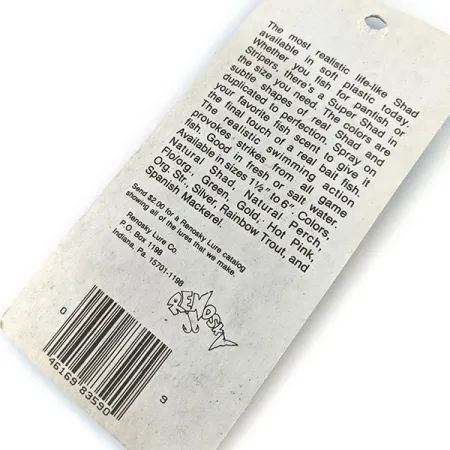 The most realistic life-like Shad
available in soft plastic today.
Whether you fish for panfish or
Stripers, there's a Super Shad in
the size you need. The colors are
subtle shapes of real Shad and
duplicated to perfection. Spray on
your favorite fish scent to give it
the final touch of a real bait fish.
The realistic swimming action
provokes strikes from all game
fish. Good in fresh or salt water.
Available in sizes 1½" to 6". Colors,
Natural Shad, Natural Perch,
Flo/org., Green, Gold. Hot Pink,
Org. Str., Silver, Rainbow Trout, and
Spanish Mackerel.
Send $2.00 for a Renosky Lure catalog
showing all of the lures that we make.
Renosky Lure Co.
P.O. Box 1198
Indiana, Pa. 15701-1198
RENOSKY
0 46169 83590 9